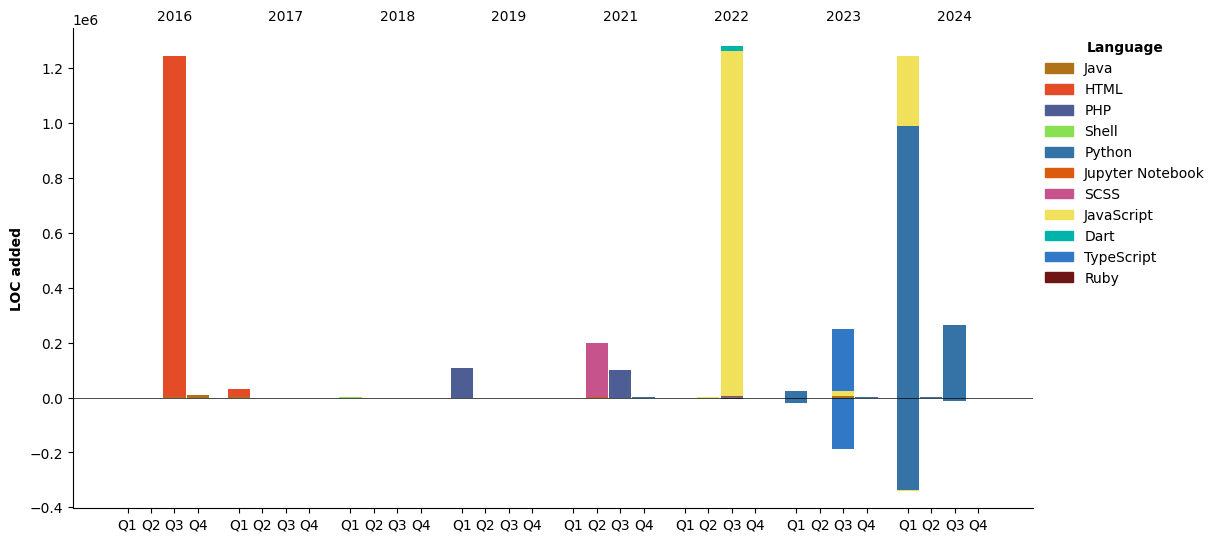 1e6
2016 2017 2018 2019 2021 2022 2023 2024
LOC added
1.2
1.0
0.8
0.6
0.4
0.2
0.0
−0.2
−0.4
Q1 Q2 Q3 Q4 Q1 Q2 Q3 Q4 Q1 Q2 Q3 Q4 Q1 Q2 Q3 Q4 Q1 Q2 Q3 Q4 Q1 Q2 Q3 Q4 Q1 Q2 Q3 Q4 Q1 Q2 Q3 Q4
Language
Java
HTML
PHP
Shell
Python
Jupyter Notebook
SCSS
JavaScript
Dart
TypeScript
Ruby